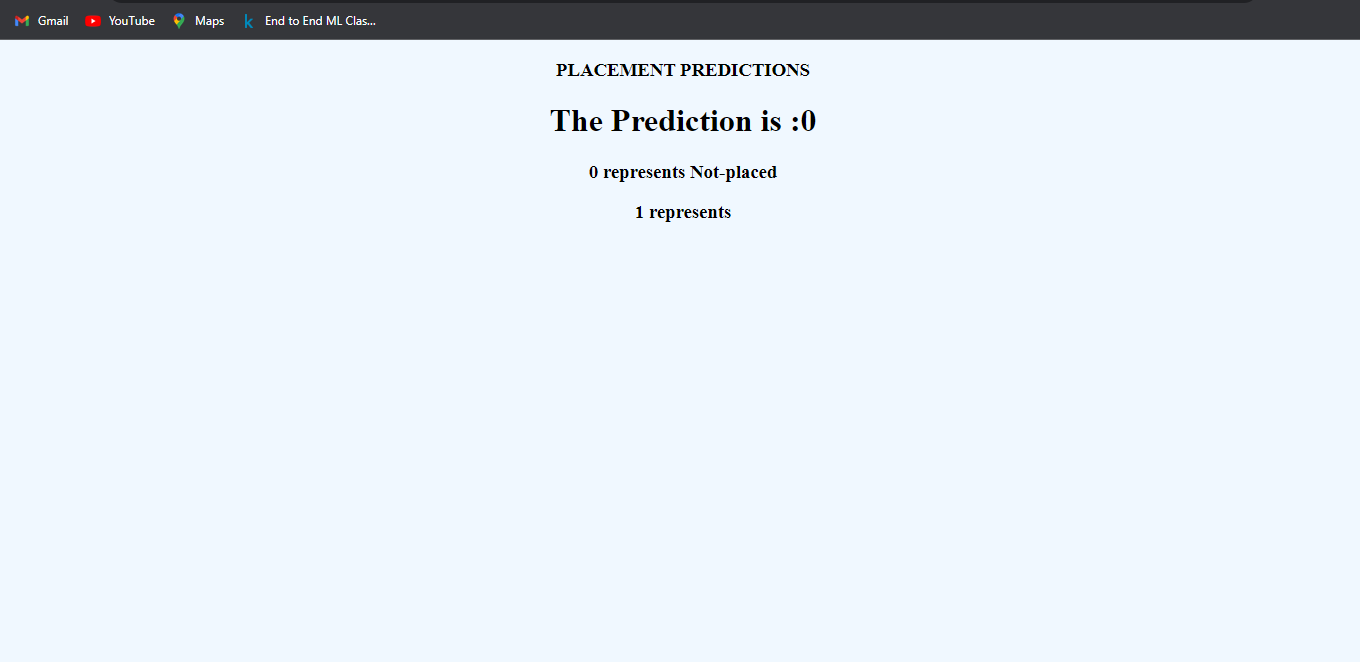 Gmail YouTube Maps End to End ML Clas...
PLACEMENT PREDICTIONS
The Prediction is :0
0 represents Not-placed
1 represents